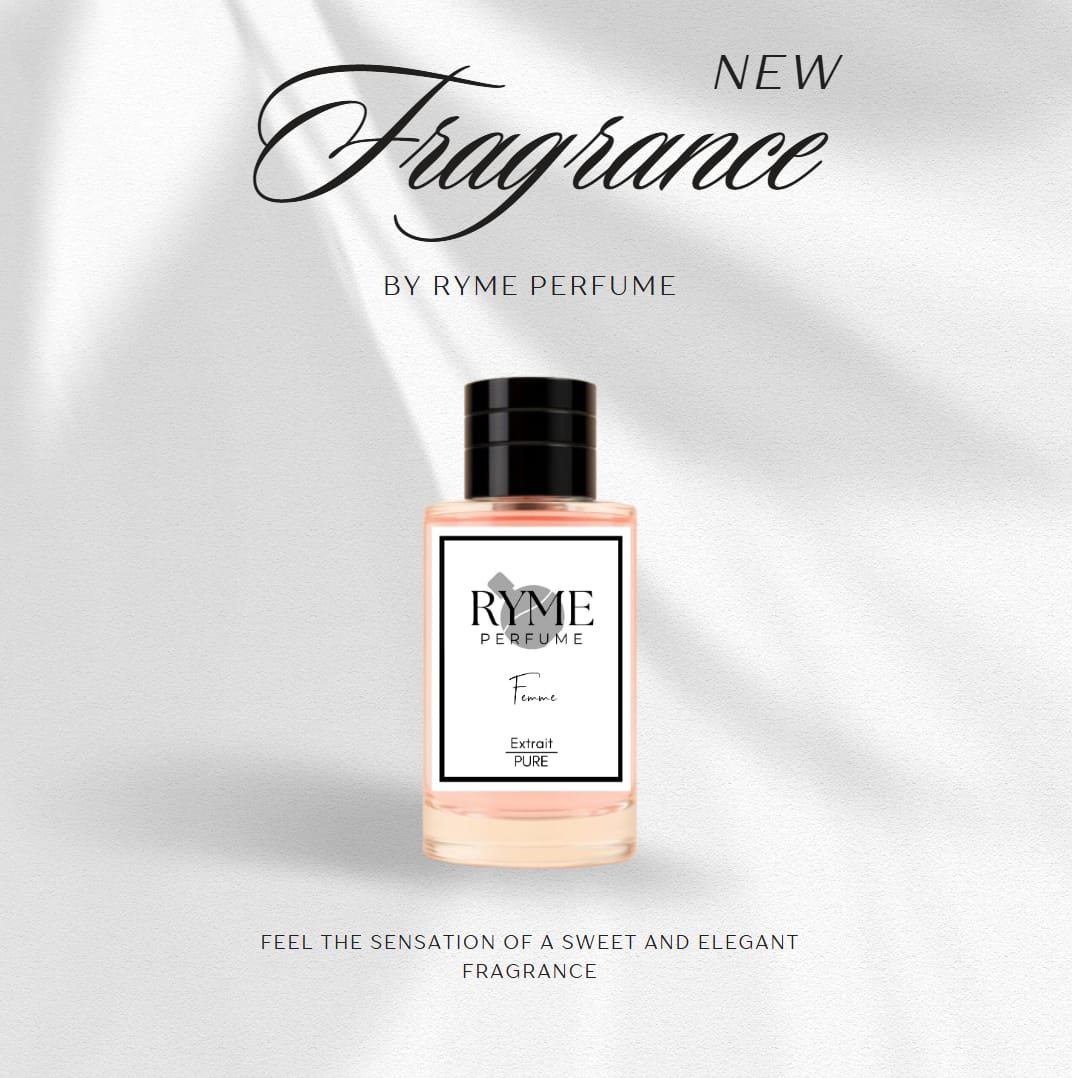 NEW
Fragrance
BY RYME PERFUME
RYME
PERFUME
Femme
Extrait
PURE
FEEL THE SENSATION OF A SWEET AND ELEGANT
FRAGRANCE